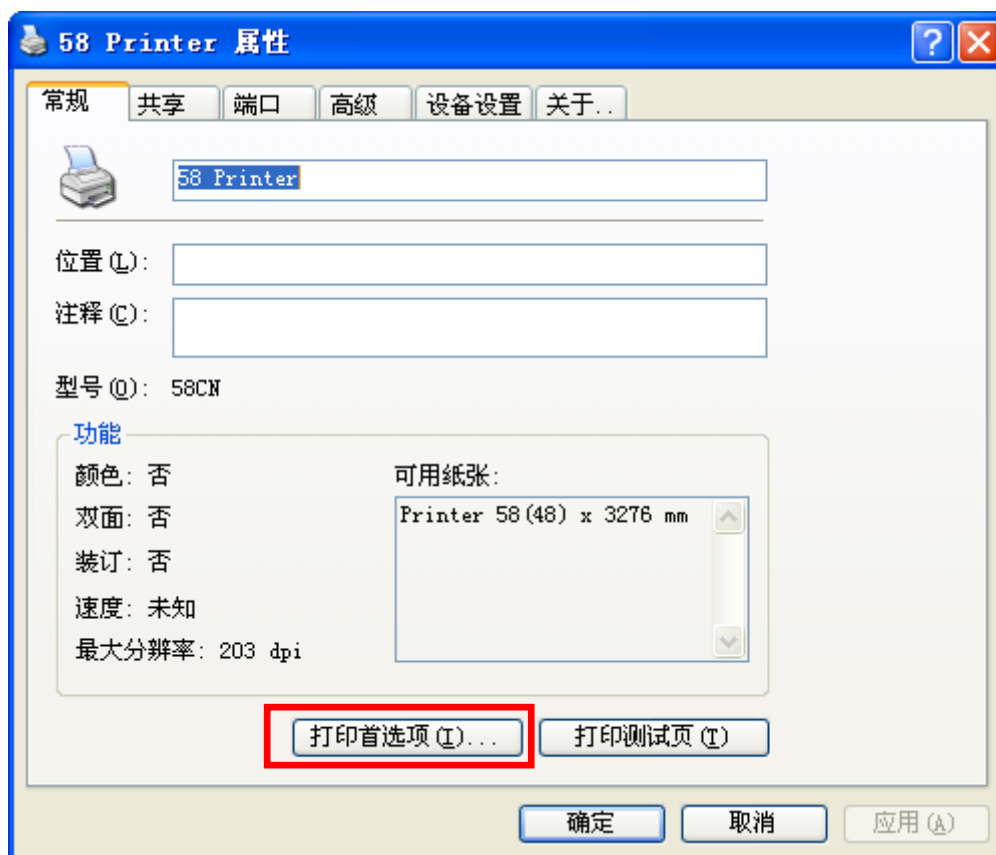 58 Printer 属性
常规 共享 端口 高级 设备设置 关于..
58 Printer
位置(L):
注释(C):
型号(O): 58CN
功能
颜色: 否 可用纸张:
双面: 否 Printer 58(48) x 3276 mm
装订: 否
速度: 未知
最大分辨率: 203 dpi
打印首选项(I)... 打印测试页(T)
确定 取消 应用(A)